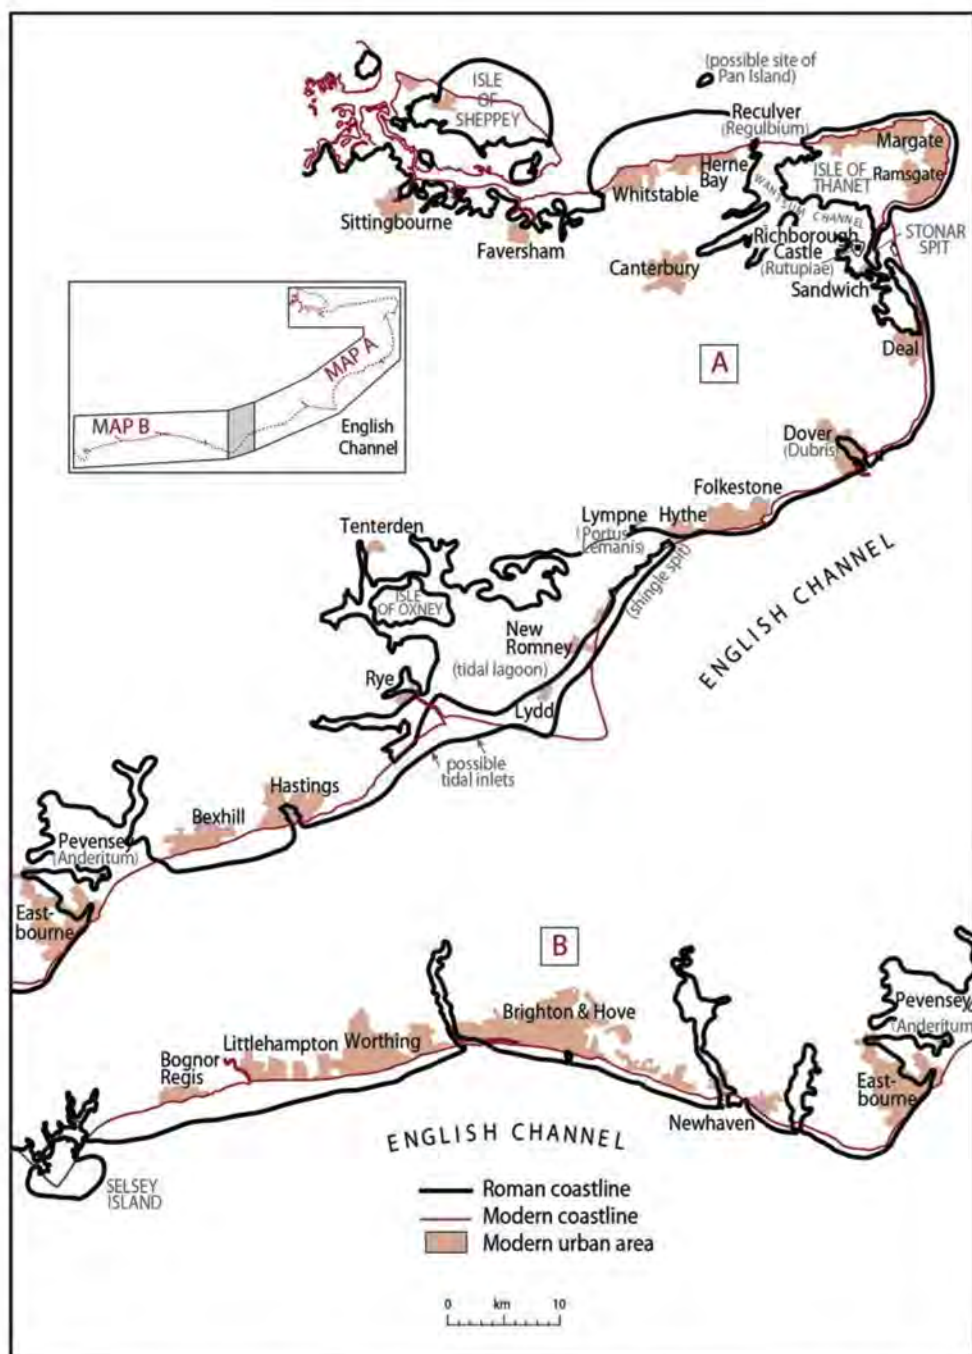 (possible site of
Pan Island)
ISLE
OF
SHEPPEY
Reculver
(Regulbium)
Margate
Herne
Bay
ISLE OF
THANET
Ramsgate
Whitstable
WANTSUM CHANNEL
Sittingbourne
Richborough
Castle
(Rutupiae)
STONAR
SPIT
Faversham
Canterbury
Sandwich
Deal
A
MAP A
MAP B
English
Channel
Dover
(Dubris)
Folkestone
Lympne
(Portus
Lemanis)
Hythe
Tenterden
(shingle spit)
ENGLISH CHANNEL
ISLE
OF OXNEY
New
Romney
(tidal lagoon)
Rye
Lydd
possible
tidal inlets
Hastings
Bexhill
Pevensey
(Anderitum)
East-
bourne
B
Brighton & Hove
Pevensey
(Anderitum)
Littlehampton
Worthing
Bognor
Regis
East-
bourne
Newhaven
ENGLISH CHANNEL
SELSEY
ISLAND
Roman coastline
Modern coastline
Modern urban area
0 km 10